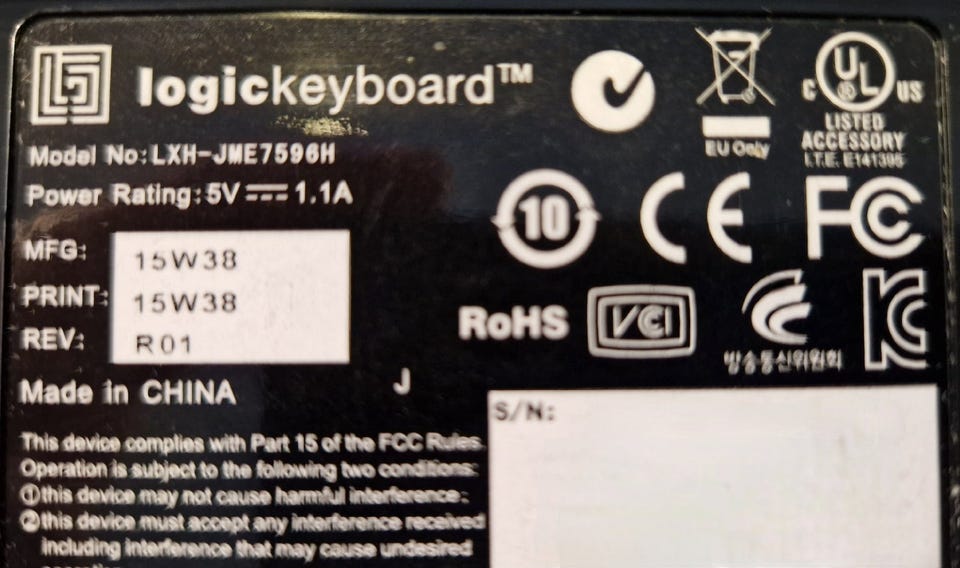 logickeyboard™
Model No:LXH-JME7596H
Power Rating:5V⎓1.1A
MFG: 15W38
PRINT: 15W38
REV: R01
Made in CHINA
J
This device complies with Part 15 of the FCC Rules.
Operation is subject to the following two conditions:
①this device may not cause harmful interference;
②this device must accept any interference received
including interference that may cause undesired
EU Only
C UL ® US
LISTED
ACCESSORY
I.T.E. E141395
10
CE
FC
RoHS
VCI
방송통신위원회
KC
S/N: